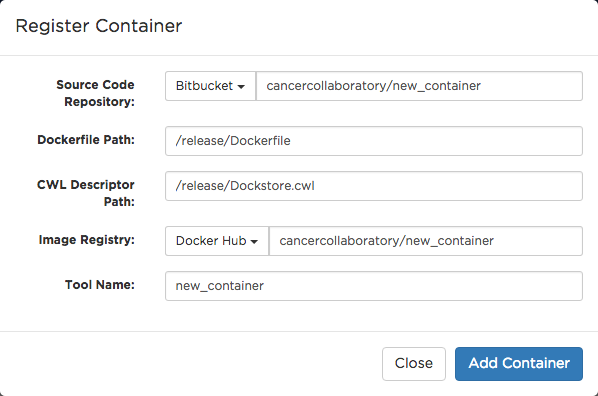 Register Container
Source Code
Repository:
Bitbucket
cancercollaboratory/new_container
Dockerfile Path:
/release/Dockerfile
CWL Descriptor
Path:
/release/Dockstore.cwl
Image Registry:
Docker Hub
cancercollaboratory/new_container
Tool Name:
new_container
Close
Add Container